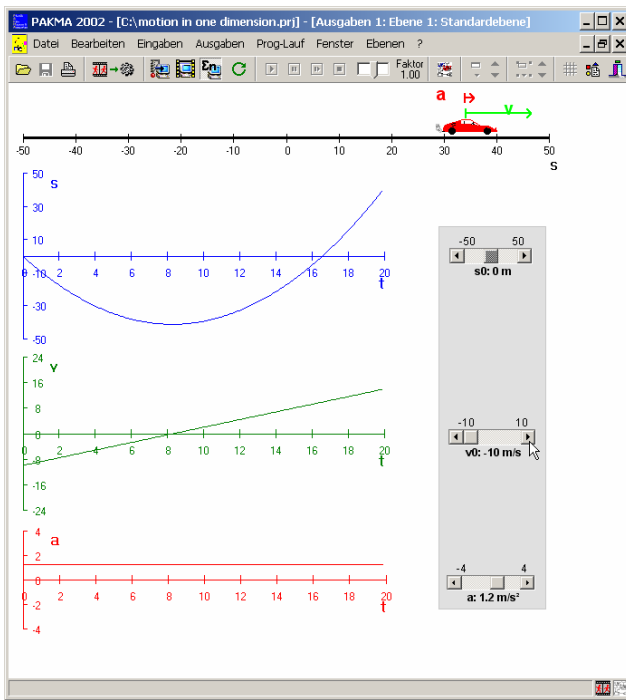 PAKMA 2002 - [C:\motion in one dimension.prj] - [Ausgaben 1: Ebene 1: Standardebene]
Datei Bearbeiten Eingaben Ausgaben Prog-Lauf Fenster Ebenen ?
Σn Faktor
1.00
a v
-50 -40 -30 -20 -10 0 10 20 30 40 50
s
50
s
30
10
0 2 4 6 8 10 12 14 16 18 20
-10
t
-30
-50
24
v
16
8
0 2 4 6 8 10 12 14 16 18 20
-8
t
-16
-24
4
a
2
0 2 4 6 8 10 12 14 16 18 20
-2
t
-4
-50 50
s0: 0 m
-10 10
v0: -10 m/s
-4 4
a: 1.2 m/s²